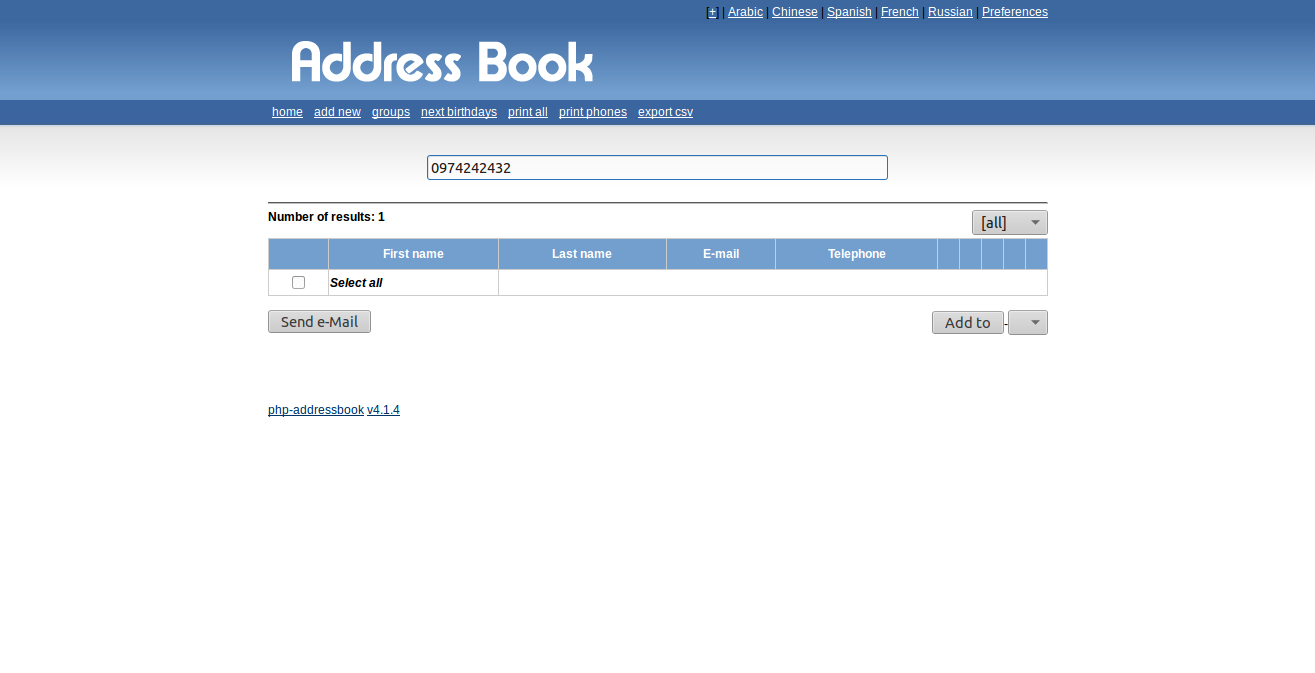 [+] | Arabic | Chinese | Spanish | French | Russian | Preferences
Address Book
home add new groups next birthdays print all print phones export csv
0974242432
Number of results: 1
[all]
First name Last name E-mail Telephone
Select all
Send e-Mail
Add to -
php-addressbook v4.1.4